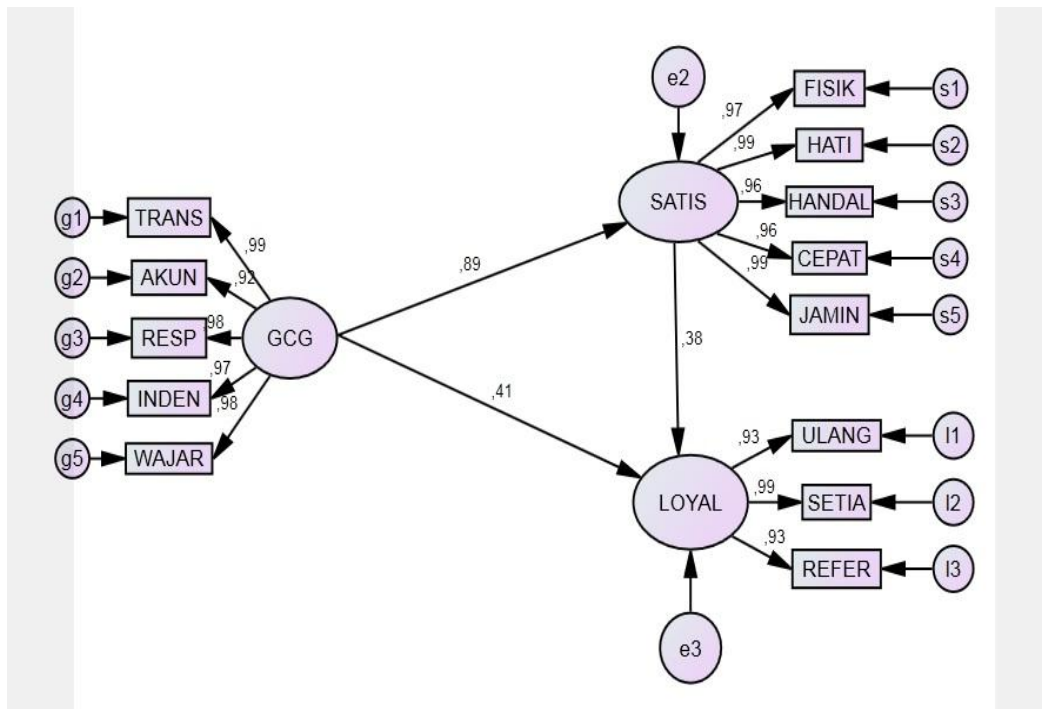 e2
FISIK
s1
,97
HATI
s2
,99
SATIS
,96
HANDAL
s3
,96
CEPAT
s4
,99
JAMIN
s5
g1
TRANS
,99
g2
AKUN
,92
g3
RESP
,98
GCG
g4
INDEN
,97
g5
WAJAR
,98
,89
,41
,38
ULANG
l1
,93
LOYAL
,99
SETIA
l2
,93
REFER
l3
e3